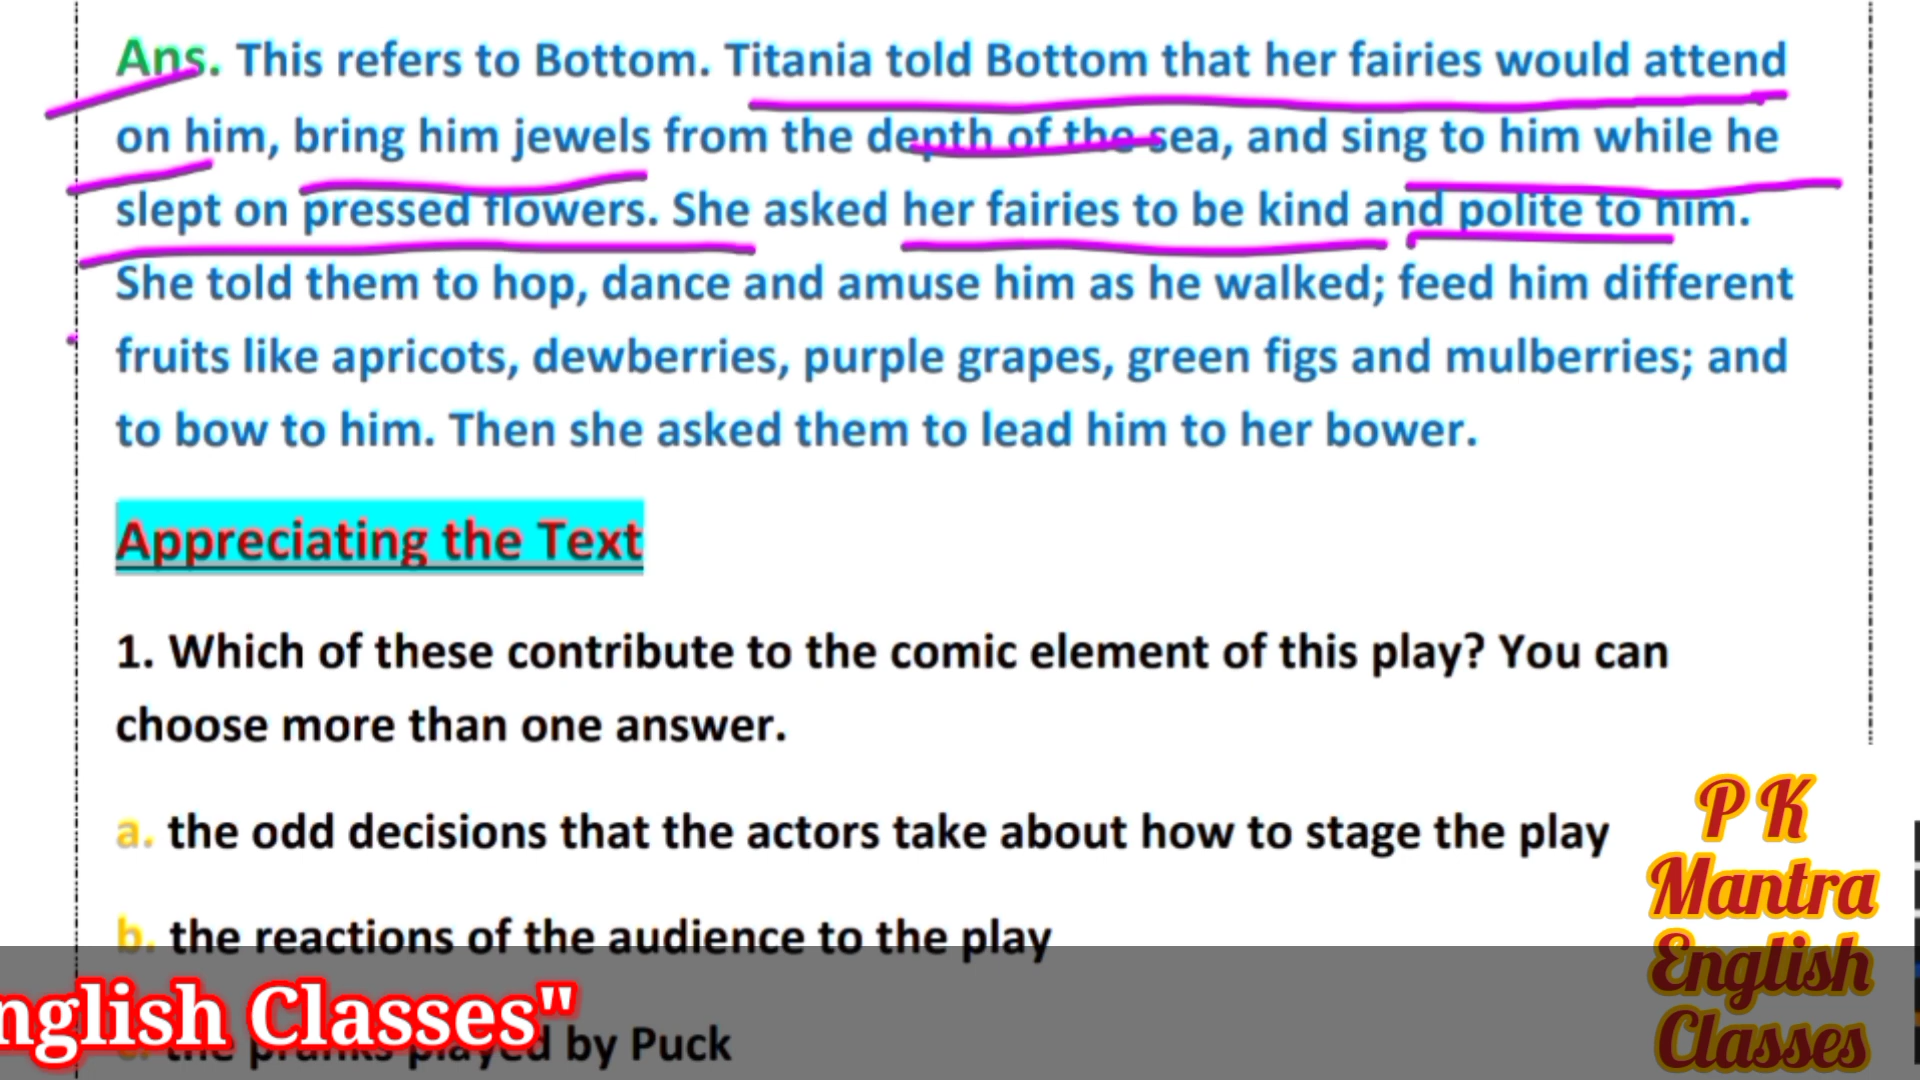 Ans. This refers to Bottom. Titania told Bottom that her fairies would attend
on him, bring him jewels from the depth of the sea, and sing to him while he
slept on pressed flowers. She asked her fairies to be kind and polite to him.
She told them to hop, dance and amuse him as he walked; feed him different
fruits like apricots, dewberries, purple grapes, green figs and mulberries; and
to bow to him. Then she asked them to lead him to her bower.
Appreciating the Text
1. Which of these contribute to the comic element of this play? You can
choose more than one answer.
a. the odd decisions that the actors take about how to stage the play
b. the reactions of the audience to the play
c. the pranks played by Puck
nglish Classes"
P K
Mantra
English
Classes